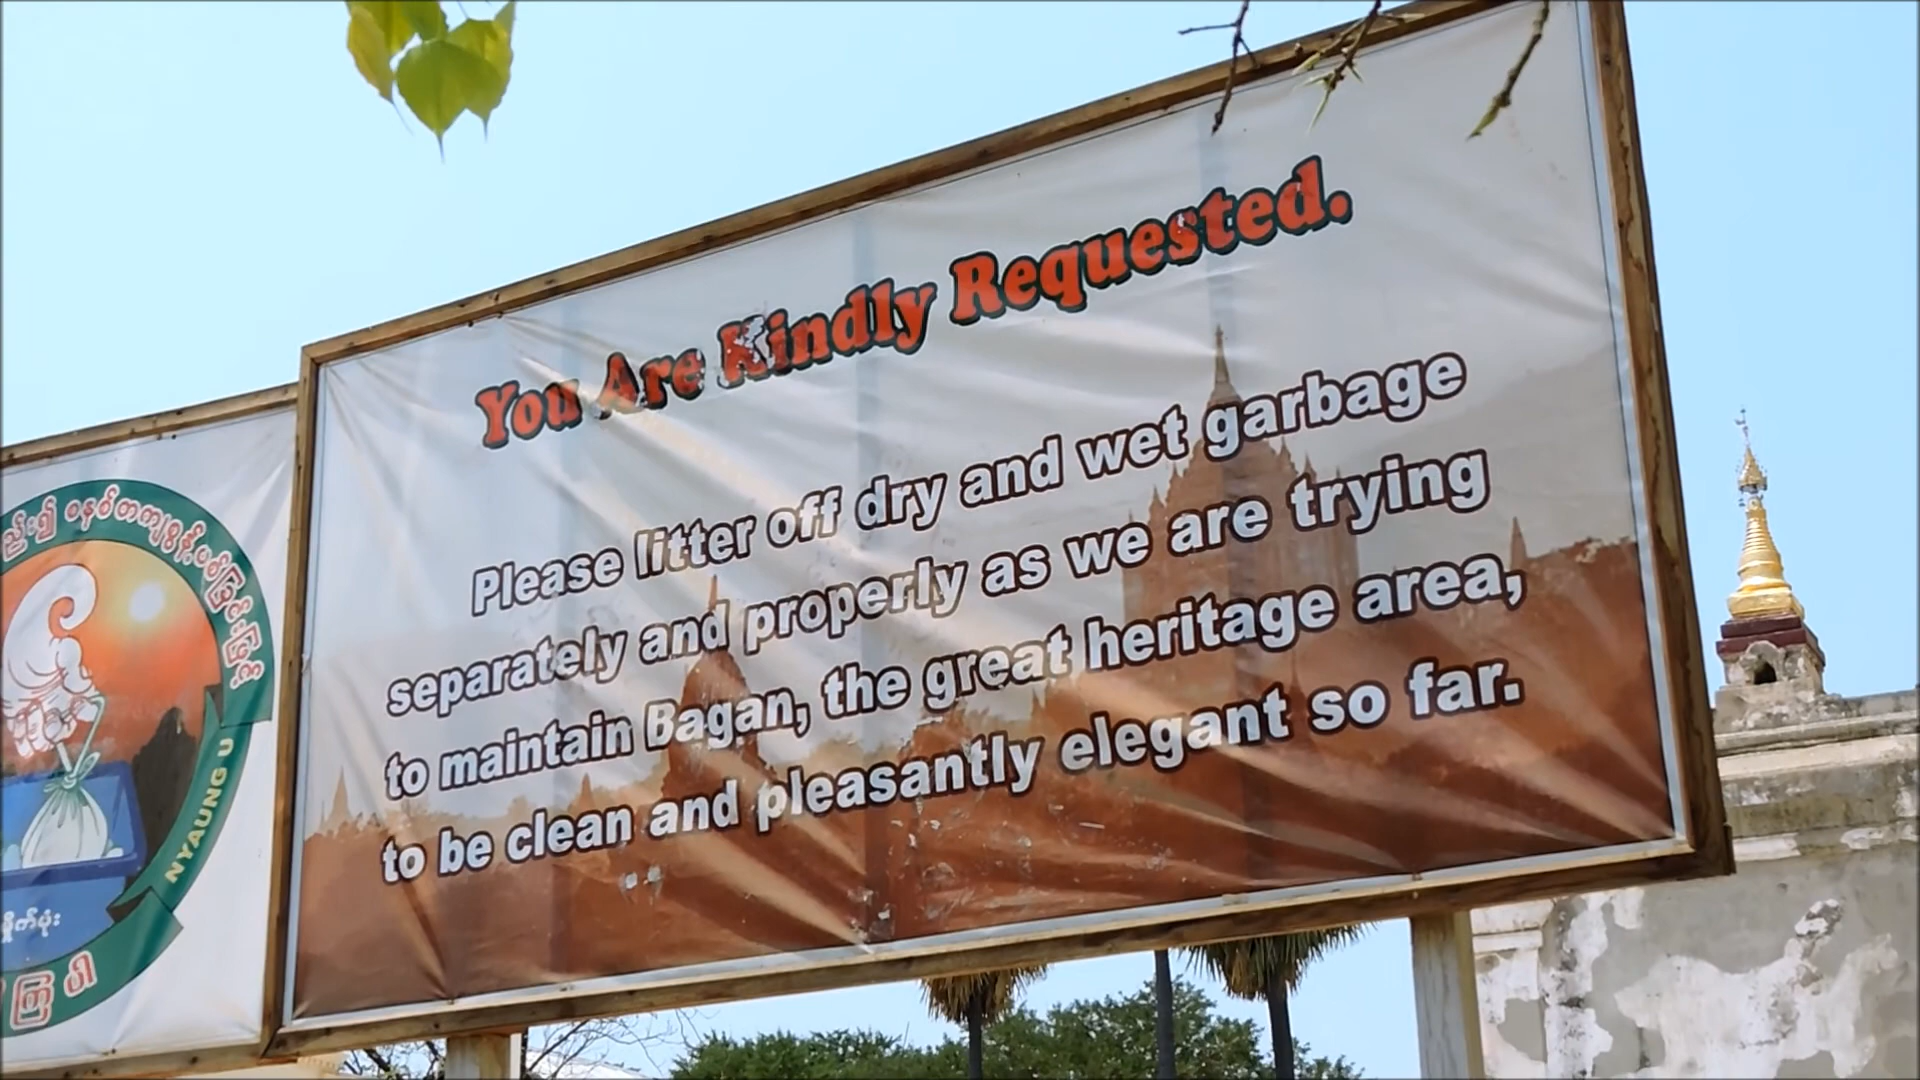 You Are Kindly Requested.
Please litter off dry and wet garbage
separately and properly as we are trying
to maintain Bagan, the great heritage area,
to be clean and pleasantly elegant so far.
NYAUNG U